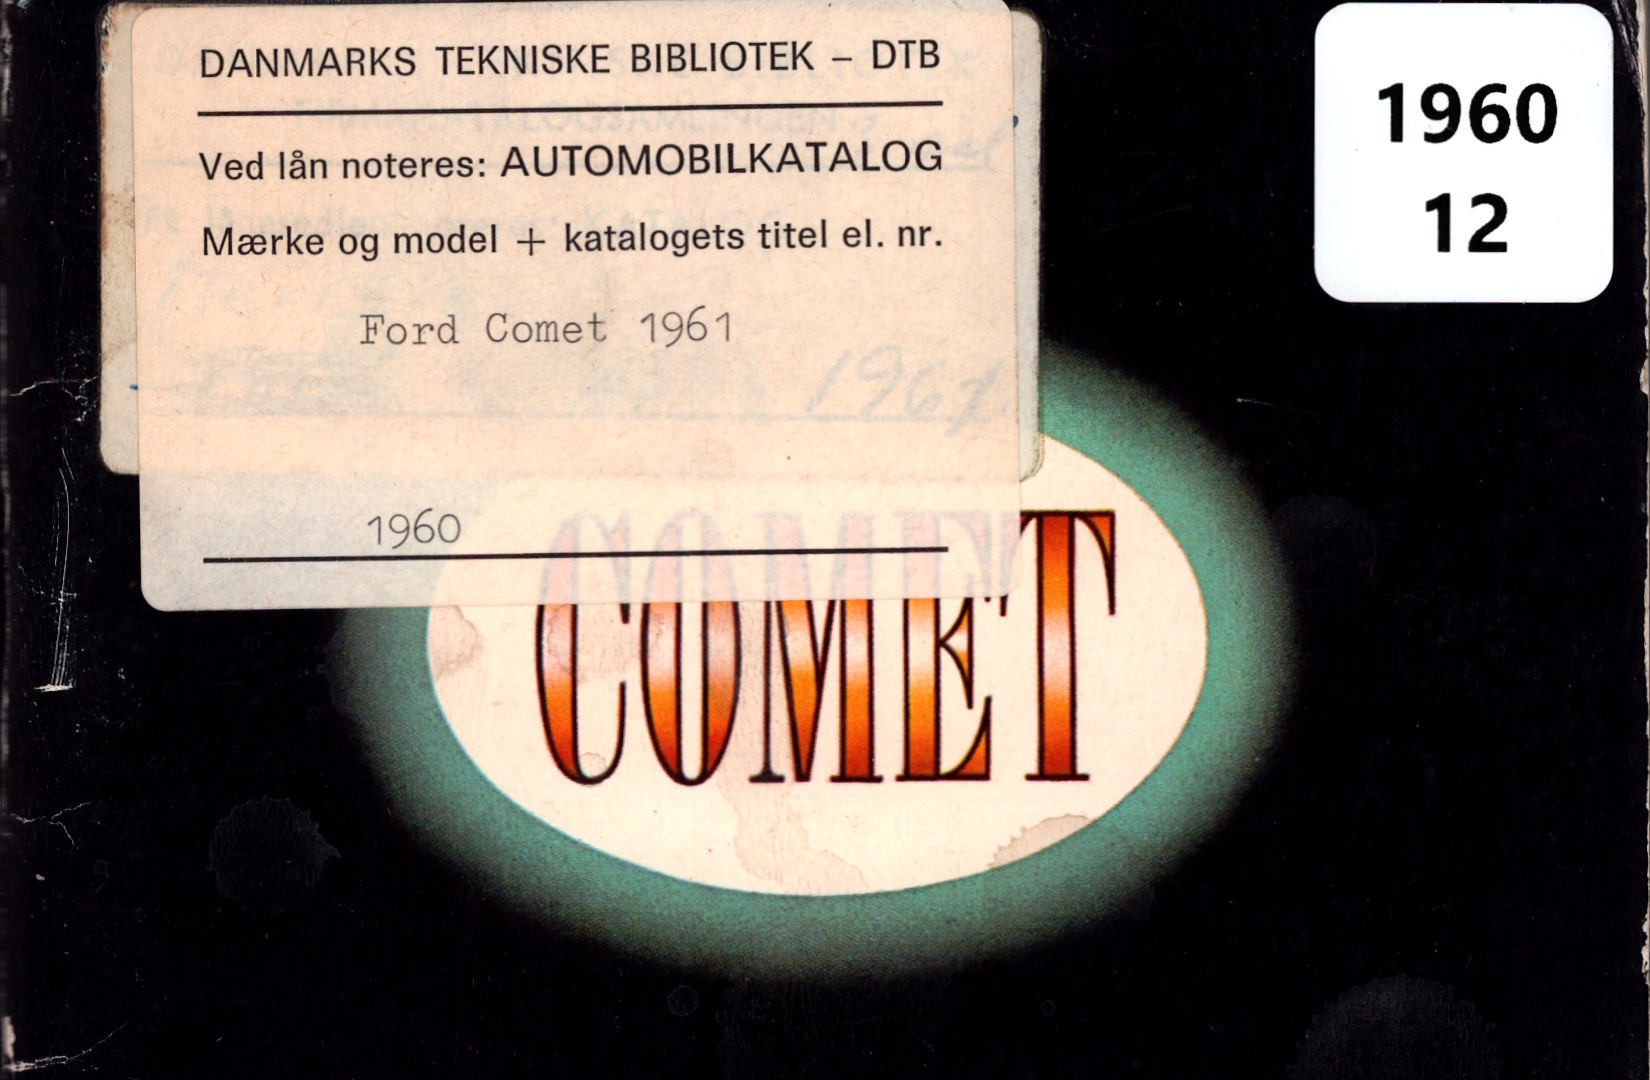 DANMARKS TEKNISKE BIBLIOTEK – DTB
Ved lån noteres: AUTOMOBILKATALOG
Mærke og model + katalogets titel el. nr.
Ford Comet 1961
1961
1960
1960
12
COMET